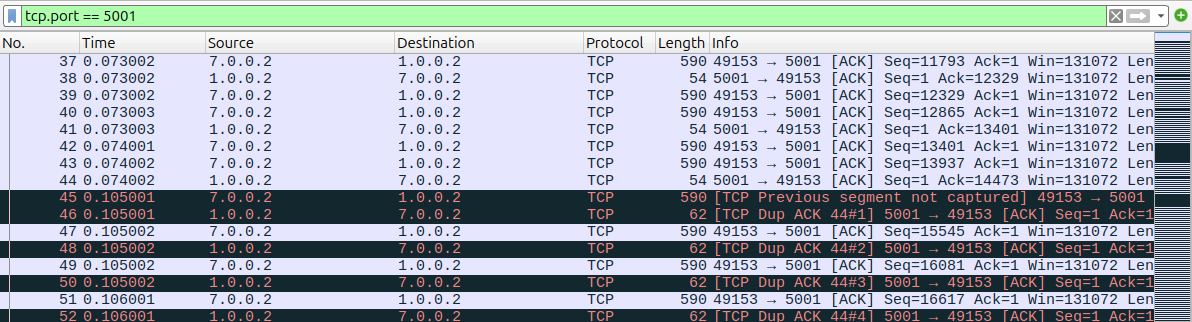 tcp.port == 5001
No. Time Source Destination Protocol Length Info
37 0.073002 7.0.0.2 1.0.0.2 TCP 590 49153 → 5001 [ACK] Seq=11793 Ack=1 Win=131072 Len
38 0.073002 1.0.0.2 7.0.0.2 TCP 54 5001 → 49153 [ACK] Seq=1 Ack=12329 Win=131072 Len
39 0.073002 7.0.0.2 1.0.0.2 TCP 590 49153 → 5001 [ACK] Seq=12329 Ack=1 Win=131072 Len
40 0.073003 7.0.0.2 1.0.0.2 TCP 590 49153 → 5001 [ACK] Seq=12865 Ack=1 Win=131072 Len
41 0.073003 1.0.0.2 7.0.0.2 TCP 54 5001 → 49153 [ACK] Seq=1 Ack=13401 Win=131072 Len
42 0.074001 7.0.0.2 1.0.0.2 TCP 590 49153 → 5001 [ACK] Seq=13401 Ack=1 Win=131072 Len
43 0.074002 7.0.0.2 1.0.0.2 TCP 590 49153 → 5001 [ACK] Seq=13937 Ack=1 Win=131072 Len
44 0.074002 1.0.0.2 7.0.0.2 TCP 54 5001 → 49153 [ACK] Seq=1 Ack=14473 Win=131072 Len
45 0.105001 7.0.0.2 1.0.0.2 TCP 590 [TCP Previous segment not captured] 49153 → 5001
46 0.105001 1.0.0.2 7.0.0.2 TCP 62 [TCP Dup ACK 44#1] 5001 → 49153 [ACK] Seq=1 Ack=1
47 0.105002 7.0.0.2 1.0.0.2 TCP 590 49153 → 5001 [ACK] Seq=15545 Ack=1 Win=131072 Len
48 0.105002 1.0.0.2 7.0.0.2 TCP 62 [TCP Dup ACK 44#2] 5001 → 49153 [ACK] Seq=1 Ack=1
49 0.105002 7.0.0.2 1.0.0.2 TCP 590 49153 → 5001 [ACK] Seq=16081 Ack=1 Win=131072 Len
50 0.105002 1.0.0.2 7.0.0.2 TCP 62 [TCP Dup ACK 44#3] 5001 → 49153 [ACK] Seq=1 Ack=1
51 0.106001 7.0.0.2 1.0.0.2 TCP 590 49153 → 5001 [ACK] Seq=16617 Ack=1 Win=131072 Len
52 0.106001 1.0.0.2 7.0.0.2 TCP 62 [TCP Dup ACK 44#4] 5001 → 49153 [ACK] Seq=1 Ack=1